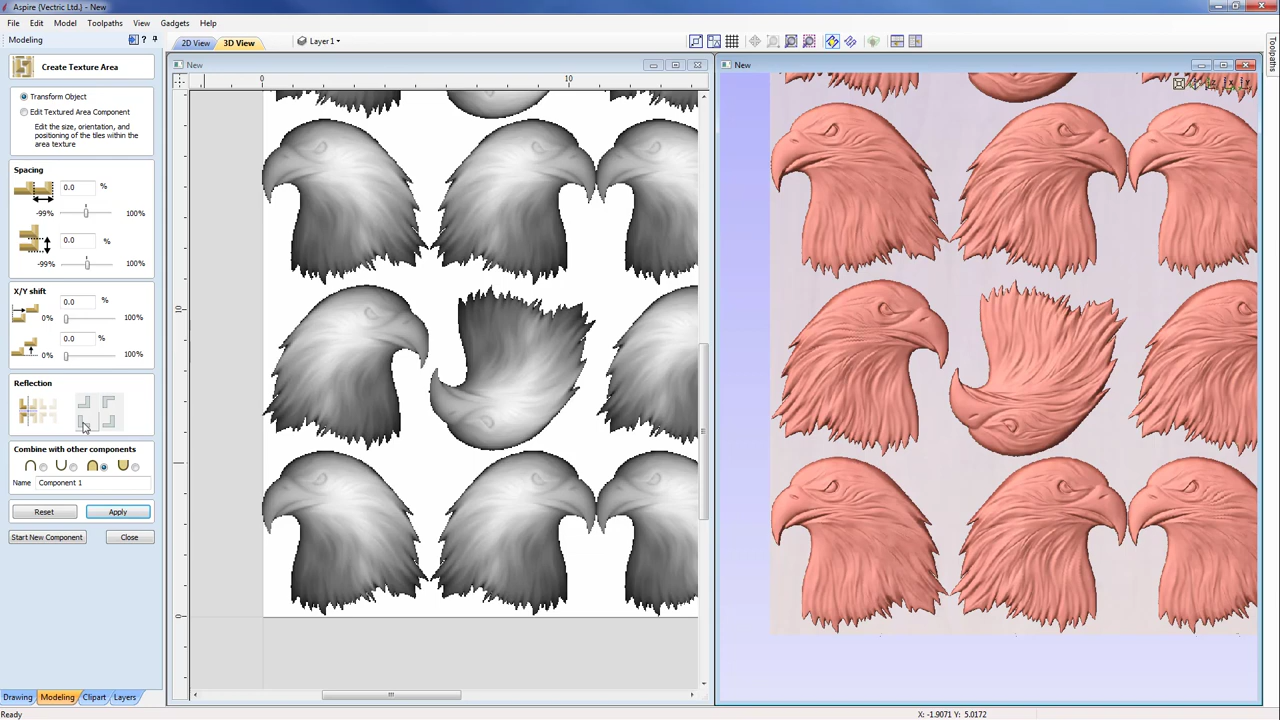 Aspire (Vectric Ltd.) - New
File Edit Model Toolpaths View Gadgets Help
Modeling ?
2D View 3D View Layer1
Toolpaths
New
New
0 10
10
0
Create Texture Area
Transform Object
Edit Textured Area Component
Edit the size, orientation, and
positioning of the tiles within the
area texture
Spacing
0.0 %
-99% 100%
0.0 %
-99% 100%
X/Y shift
0.0 %
0% 100%
0.0 %
0% 100%
Reflection
Combine with other components
Name Component 1
Reset Apply
Start New Component Close
Drawing Modeling Clipart Layers
Ready X: -1.9071 Y: 5.0172